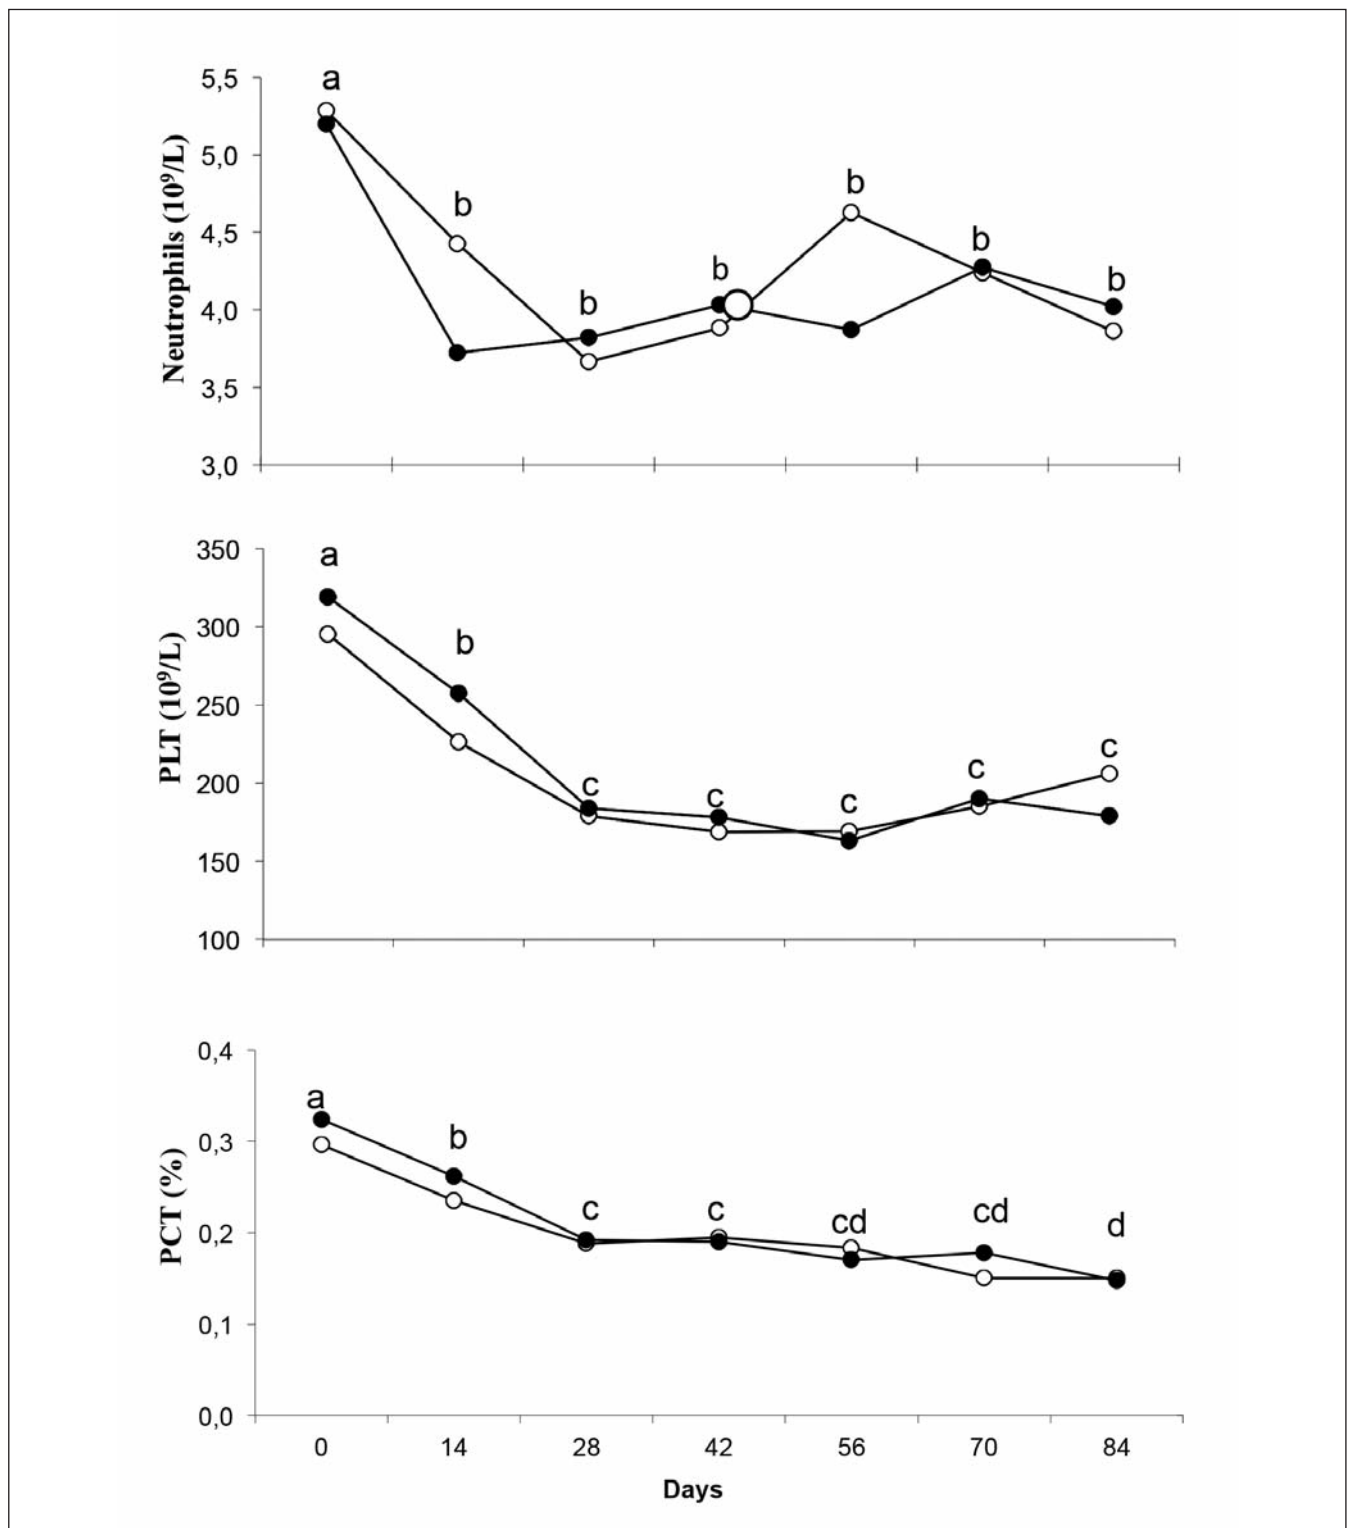 Neutrophils (10⁹/L)
5,5
5,0
4,5
4,0
3,5
3,0
a
b
b
b
b
b
b
PLT (10⁹/L)
350
300
250
200
150
100
a
b
c
c
c
c
c
PCT (%)
0,4
0,3
0,2
0,1
0,0
a
b
c
c
cd
cd
d
0 14 28 42 56 70 84
Days